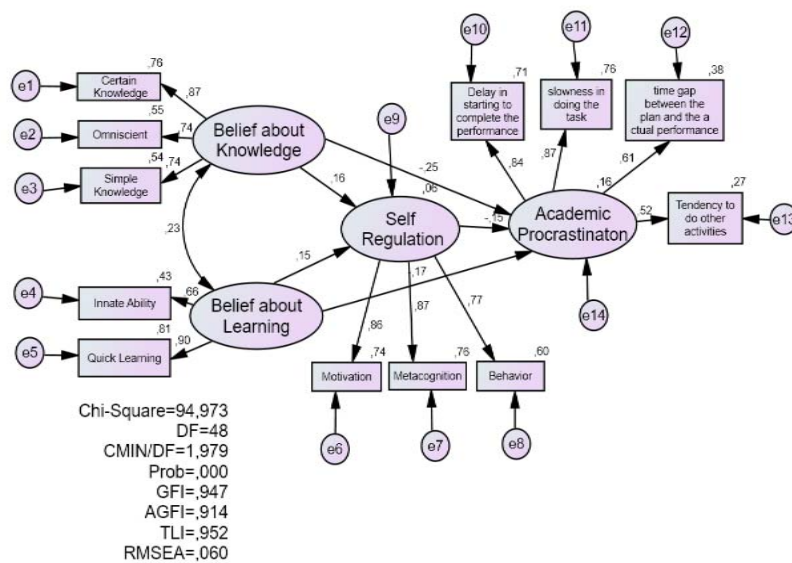 e10
e11
e12
,76
e1
Certain
Knowledge
,87
,71
Delay in
starting to
complete the
performance
,76
slowness in
doing the
task
,38
time gap
between the
plan and the a
ctual performance
,55
e2
Omniscient
,74
Belief about
Knowledge
e9
,54
,74
e3
Simple
Knowledge
-,25
,84
,87
,61
,16
,06
,16
,27
Self
Regulation
-,15
Academic
Procrastinaton
,52
Tendency to
do other
activities
e13
,23
,15
-,17
,43
e4
Innate Ability
,66
Belief about
Learning
e14
,81
e5
Quick Learning
,90
,86
,87
,77
,74
Motivation
,76
Metacognition
,60
Behavior
e6
e7
e8
Chi-Square=94,973
DF=48
CMIN/DF=1,979
Prob=,000
GFI=,947
AGFI=,914
TLI=,952
RMSEA=,060